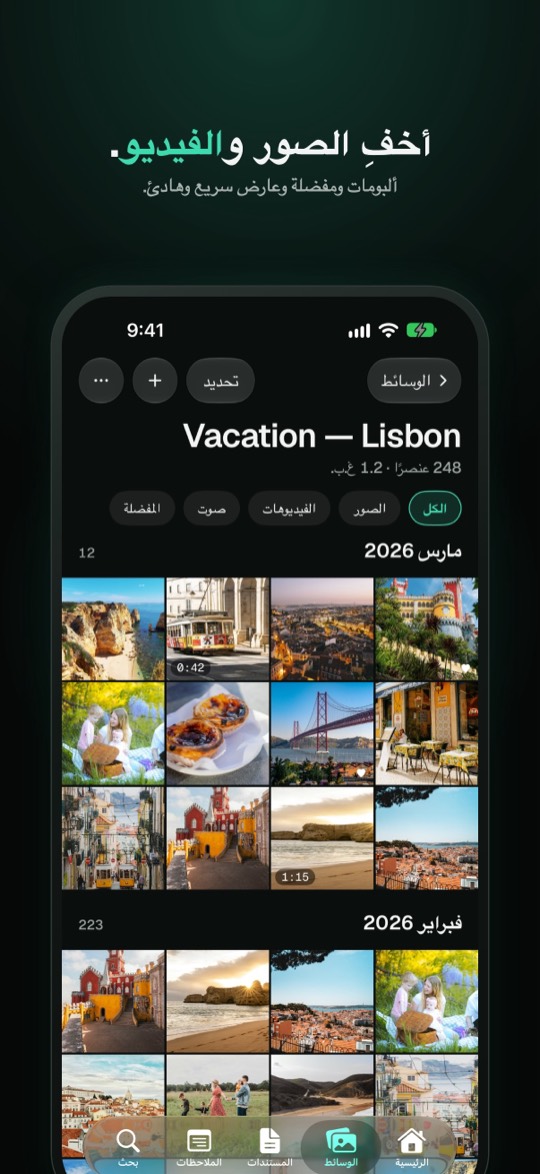 أخفِ الصور والفيديو.
ألبومات ومفضلة وعارض سريع وهادئ.
9:41
الوسائط
تحديد
Vacation — Lisbon
248 عنصرًا · 1.2 غ.ب.
الكل
الصور
الفيديوهات
صوت
المفضلة
مارس 2026
12
0:42
1:15
فبراير 2026
223
الرئيسية
الوسائط
المستندات
الملاحظات
بحث